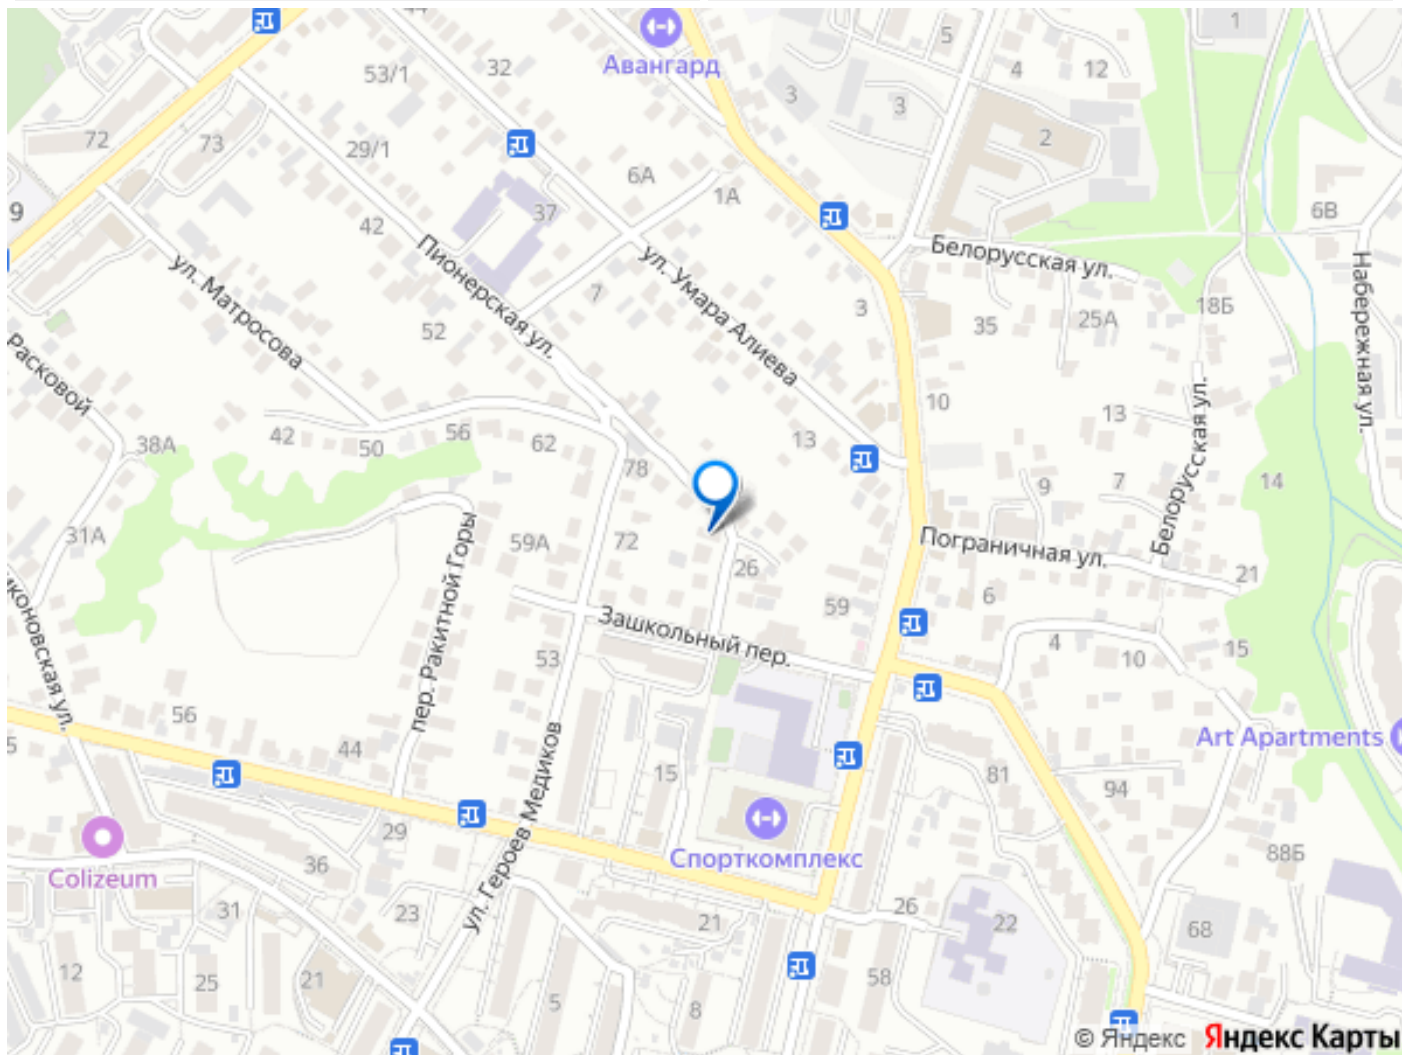 44
Авангард
5
1
53/1
32
4
12
3
3
72
73
29/1
2
6А
1А
9
42
37
6В
Пионерская ул.
ул. Умара Алиева
Белорусская ул.
Набережная ул.
ул. Матросова
1
3
35
25А
18Б
52
Расковой
10
13
38А
42
50
56
62
13
78
7
9
14
Белорусская ул.
31А
59А
72
26
Пограничная ул.
21
пер. Ракитной Горы
59
6
Зашкольный пер.
4
10
15
53
иконовская ул.
56
44
5
Art Apartments
15
81
94
ул. Героев Медиков
29
Colizeum
36
Спорткомплекс
88Б
31
23
21
26
22
68
12
25
21
5
8
58
© Яндекс Яндекс Карты